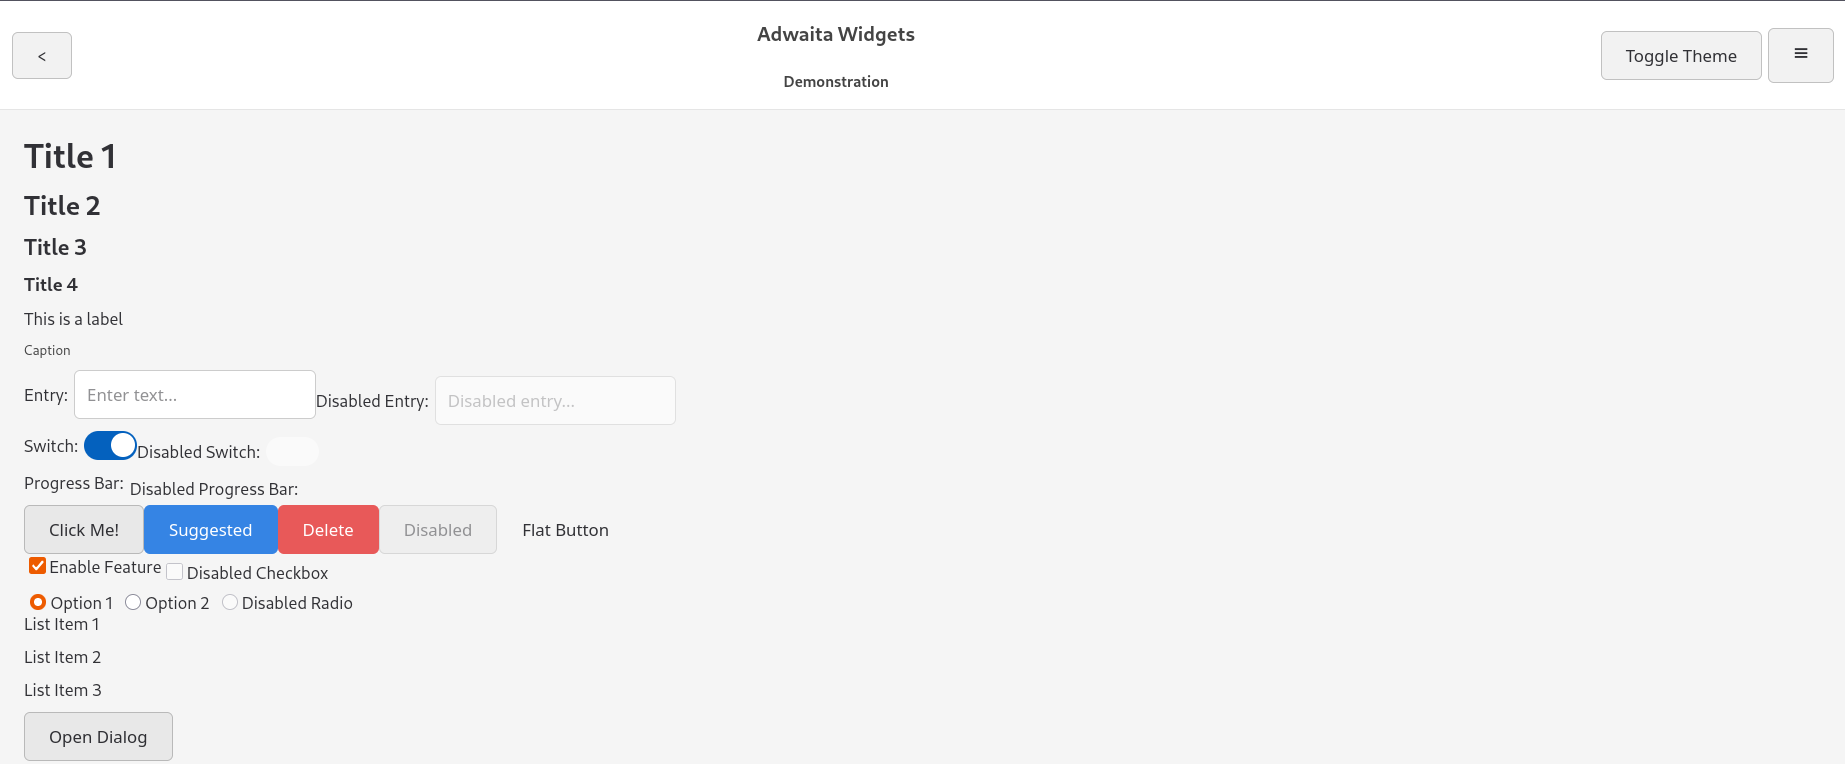 <
Adwaita Widgets
Demonstration
Toggle Theme
≡
Title 1
Title 2
Title 3
Title 4
This is a label
Caption
Entry: Enter text... Disabled Entry: Disabled entry...
Switch: Disabled Switch:
Progress Bar: Disabled Progress Bar:
Click Me! Suggested Delete Disabled Flat Button
Enable Feature Disabled Checkbox
Option 1 Option 2 Disabled Radio
List Item 1
List Item 2
List Item 3
Open Dialog